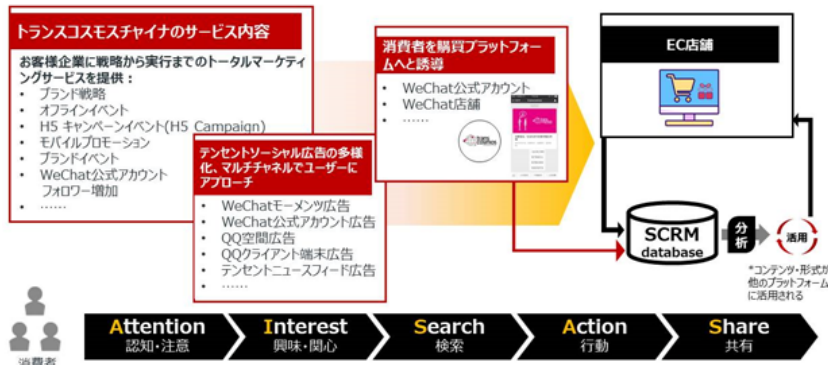 トランスコスモスチャイナのサービス内容
お客様企業に戦略から実行までのトータルマーケティ
ングサービスを提供：
・ ブランド戦略
・ オフラインイベント
・ H5 キャンペーンイベント(H5 Campaign)
・ モバイルプロモーション
・ ブランドイベント
・ WeChat公式アカウント
フォロワー増加
・ ……
テンセントソーシャル広告の多様
化、マルチチャネルでユーザーに
アプローチ
・ WeChatモーメンツ広告
・ WeChat公式アカウント広告
・ QQ空間広告
・ QQクライアント端末広告
・ テンセントニュースフィード広告
・ ……
消費者を購買プラットフォー
ムへと誘導
・ WeChat公式アカウント
・ WeChat店舗
・ ……
EC店舗
SCRM
database
分析
活用
*コンテンツ・形式が
他のプラットフォーム
に活用される
消費者
Attention
認知・注意
Interest
興味・関心
Search
検索
Action
行動
Share
共有